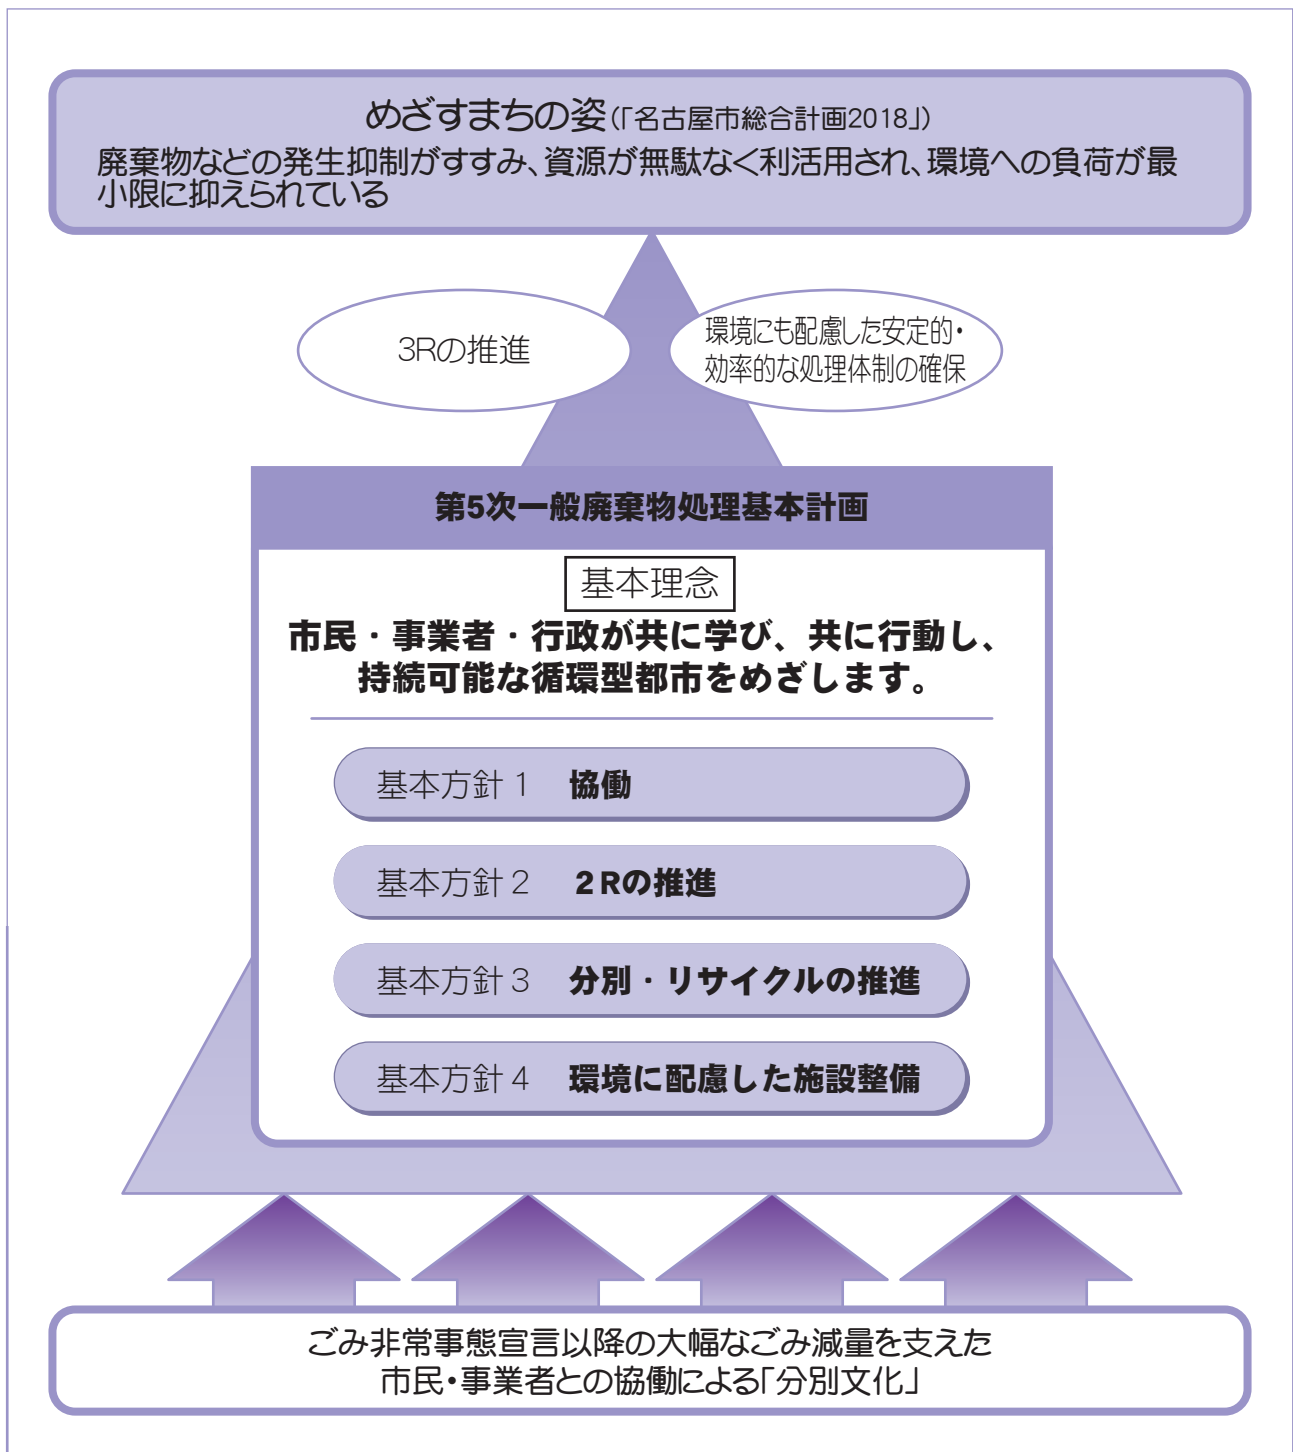 めざすまちの姿(「名古屋市総合計画2018」)
廃棄物などの発生抑制がすすみ、資源が無駄なく利活用され、環境への負荷が最
小限に抑えられている
3Rの推進
環境にも配慮した安定的・
効率的な処理体制の確保
第5次一般廃棄物処理基本計画
基本理念
市民・事業者・行政が共に学び、共に行動し、
持続可能な循環型都市をめざします。
基本方針1 協働
基本方針2 2Rの推進
基本方針3 分別・リサイクルの推進
基本方針4 環境に配慮した施設整備
ごみ非常事態宣言以降の大幅なごみ減量を支えた
市民・事業者との協働による「分別文化」